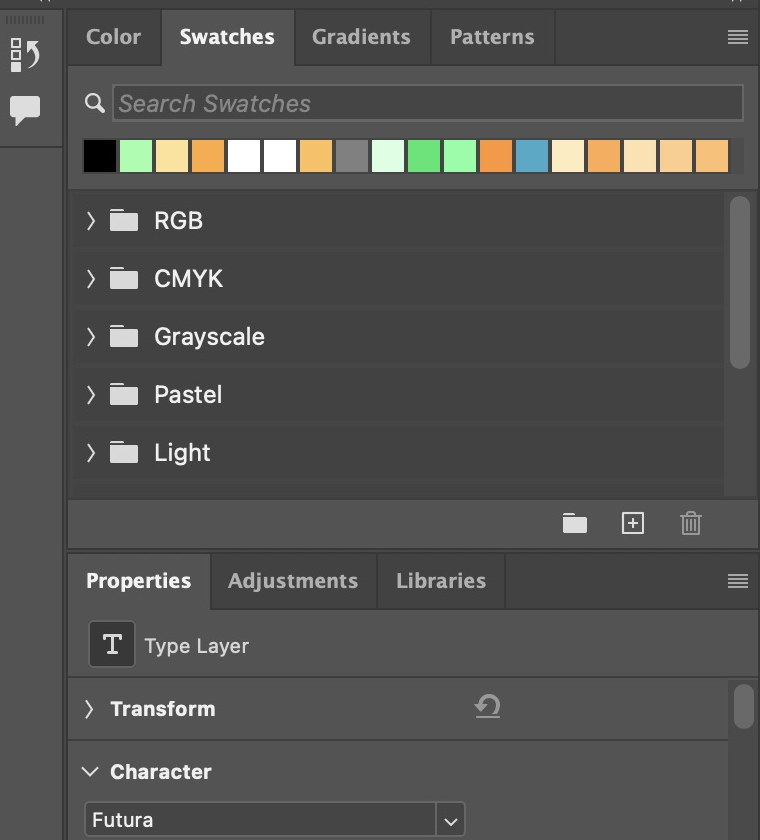 Color Swatches Gradients Patterns
Search Swatches
RGB
CMYK
Grayscale
Pastel
Light
Properties Adjustments Libraries
T Type Layer
Transform
Character
Futura